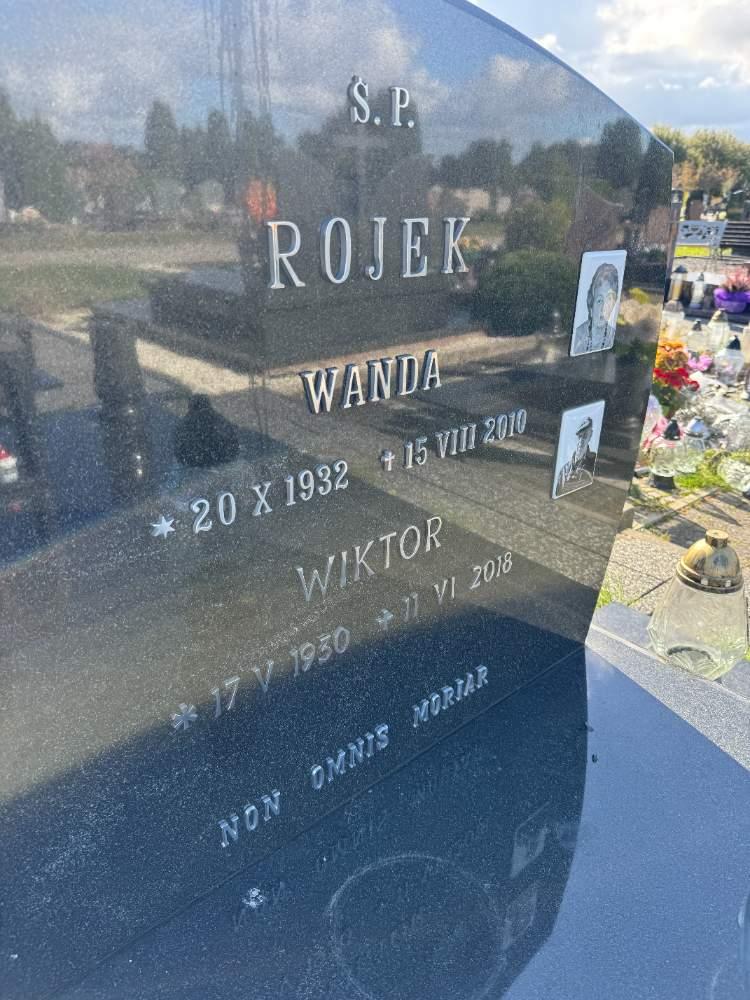 Ś. P.
ROJEK
WANDA
★ 20 X 1932 ✝ 15 VIII 2010
WIKTOR
* 17 V 1930 ✝ 11 VI 2018
NON OMNIS MORIAR